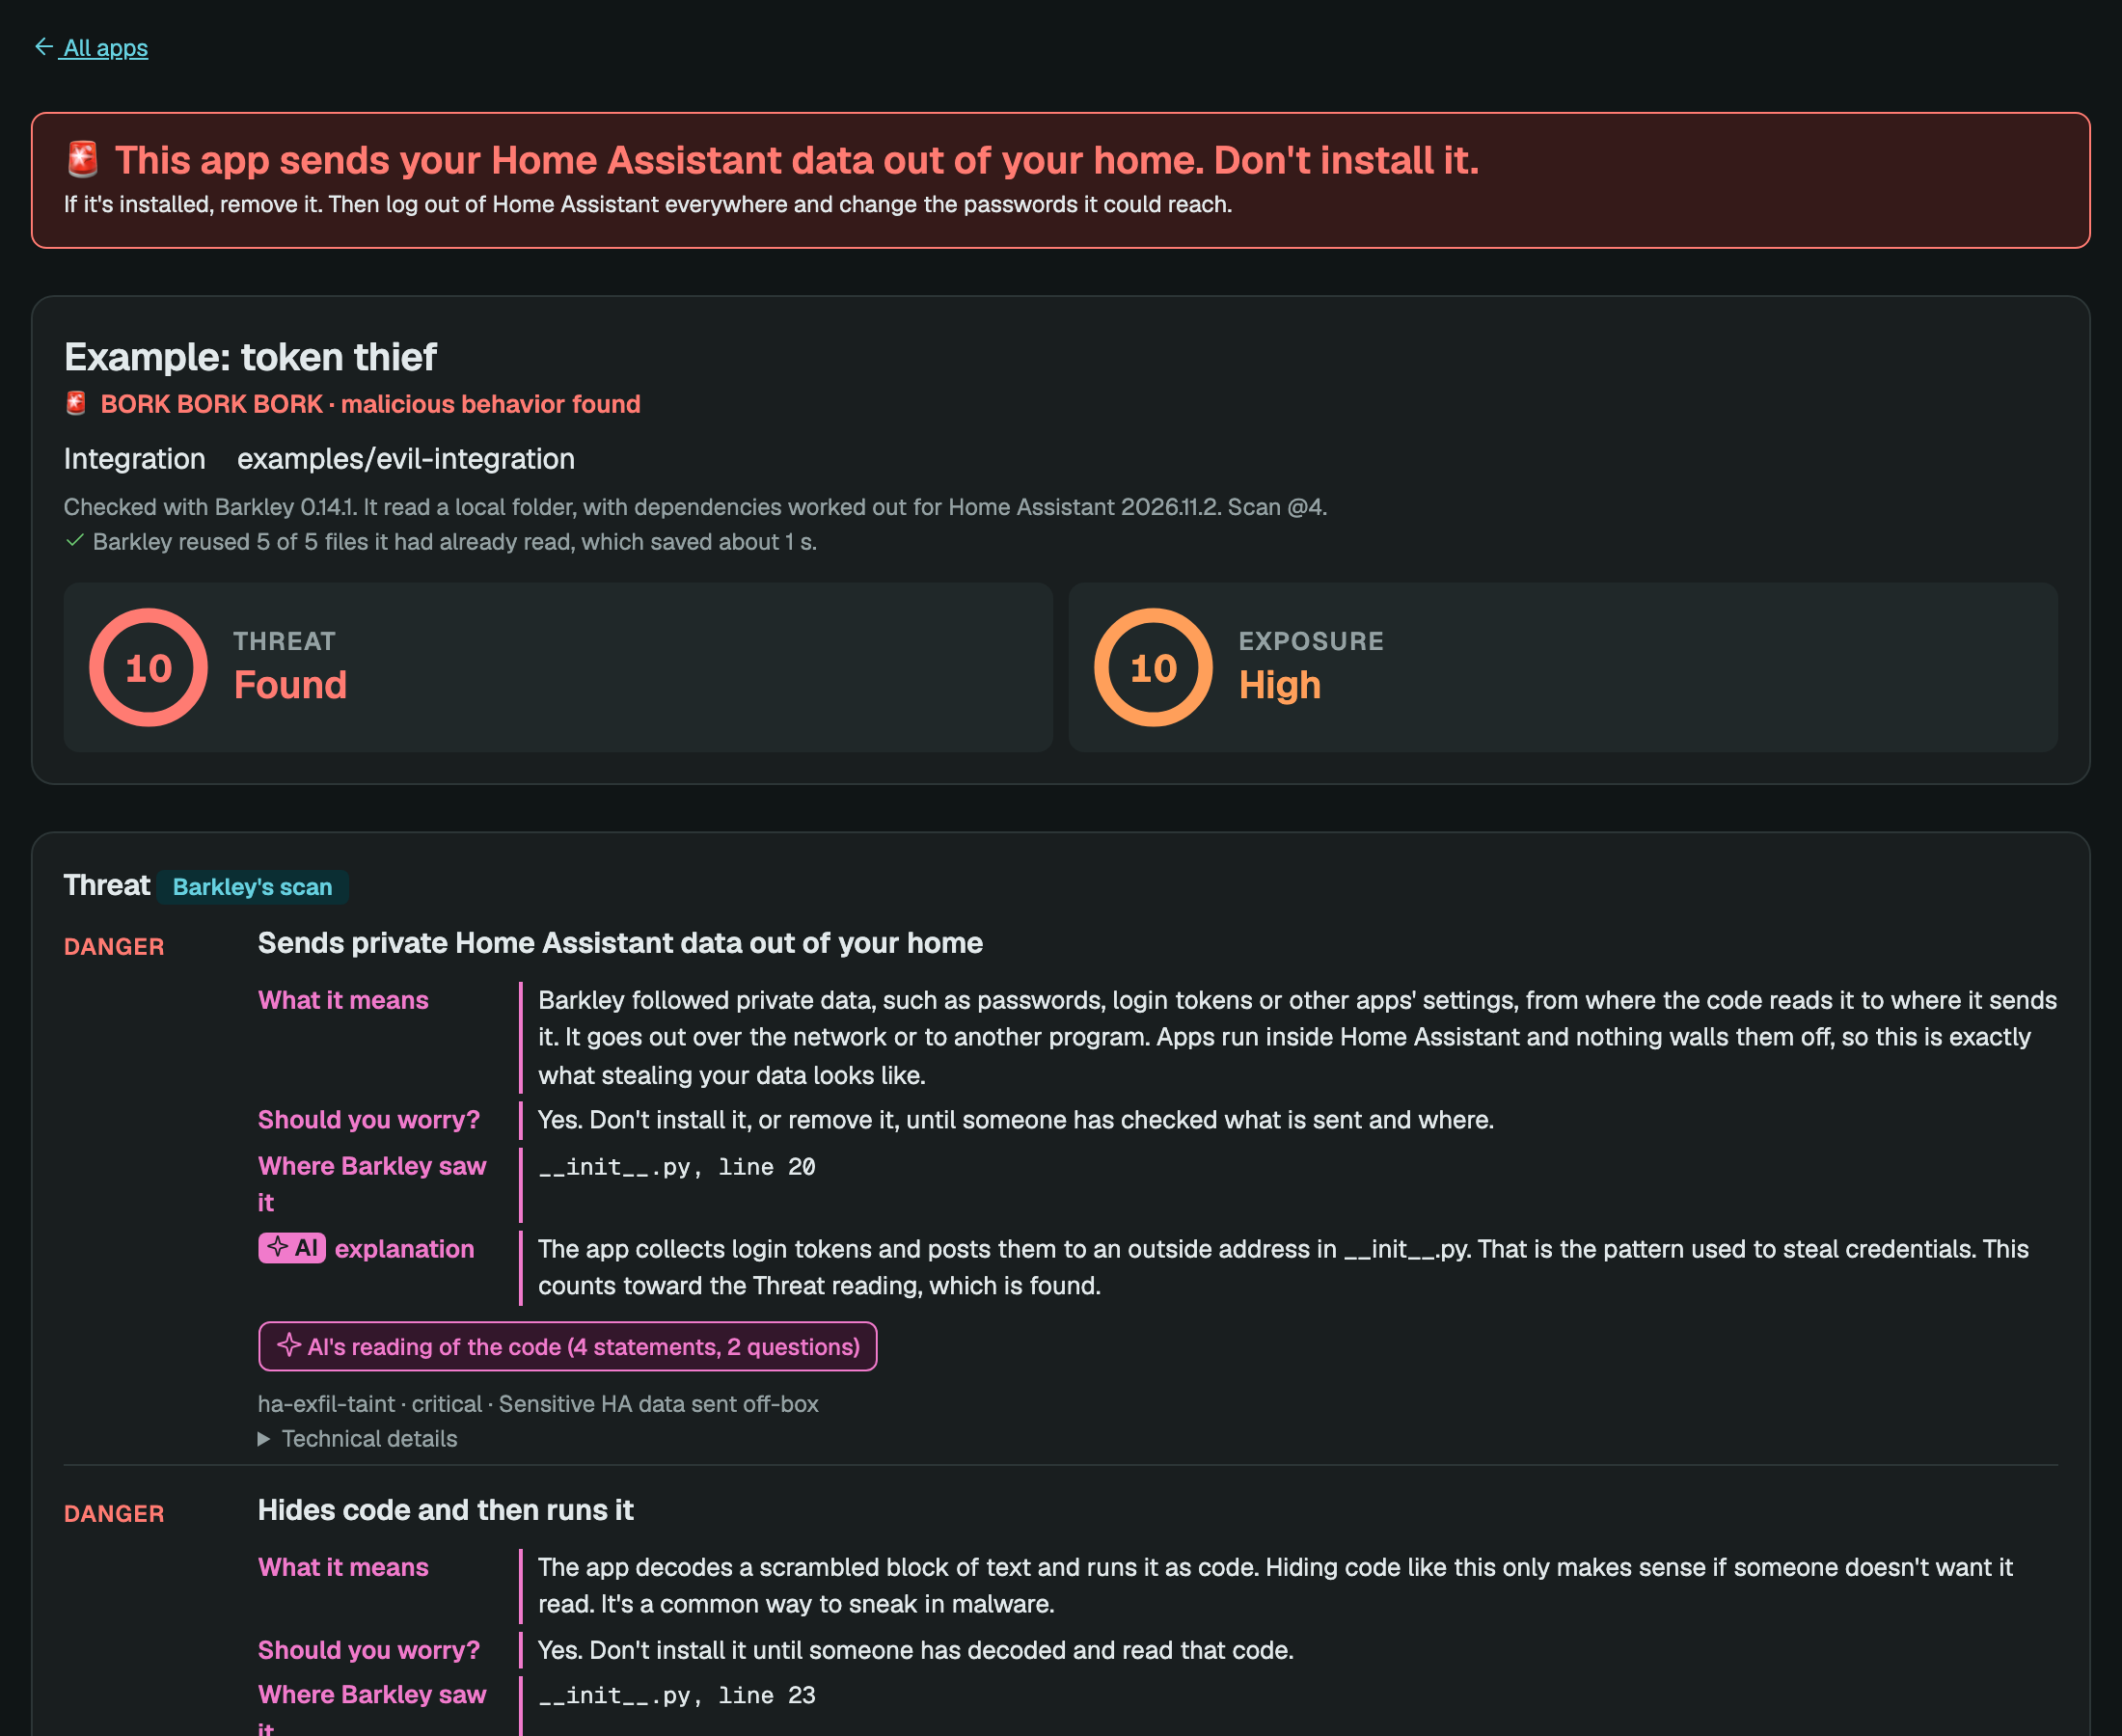 ← All apps
🚨 This app sends your Home Assistant data out of your home. Don't install it.
If it's installed, remove it. Then log out of Home Assistant everywhere and change the passwords it could reach.
Example: token thief
🚨 BORK BORK BORK · malicious behavior found
Integration examples/evil-integration
Checked with Barkley 0.14.1. It read a local folder, with dependencies worked out for Home Assistant 2026.11.2. Scan @4.
✓ Barkley reused 5 of 5 files it had already read, which saved about 1 s.
10
THREAT
Found
10
EXPOSURE
High
Threat Barkley's scan
DANGER
Sends private Home Assistant data out of your home
What it means
Barkley followed private data, such as passwords, login tokens or other apps' settings, from where the code reads it to where it sends
it. It goes out over the network or to another program. Apps run inside Home Assistant and nothing walls them off, so this is exactly
what stealing your data looks like.
Should you worry?
Yes. Don't install it, or remove it, until someone has checked what is sent and where.
Where Barkley saw
it
__init__.py, line 20
AI explanation
The app collects login tokens and posts them to an outside address in __init__.py. That is the pattern used to steal credentials. This
counts toward the Threat reading, which is found.
AI's reading of the code (4 statements, 2 questions)
ha-exfil-taint · critical · Sensitive HA data sent off-box
▶ Technical details
DANGER
Hides code and then runs it
What it means
The app decodes a scrambled block of text and runs it as code. Hiding code like this only makes sense if someone doesn't want it
read. It's a common way to sneak in malware.
Should you worry?
Yes. Don't install it until someone has decoded and read that code.
Where Barkley saw
it
__init__.py, line 23